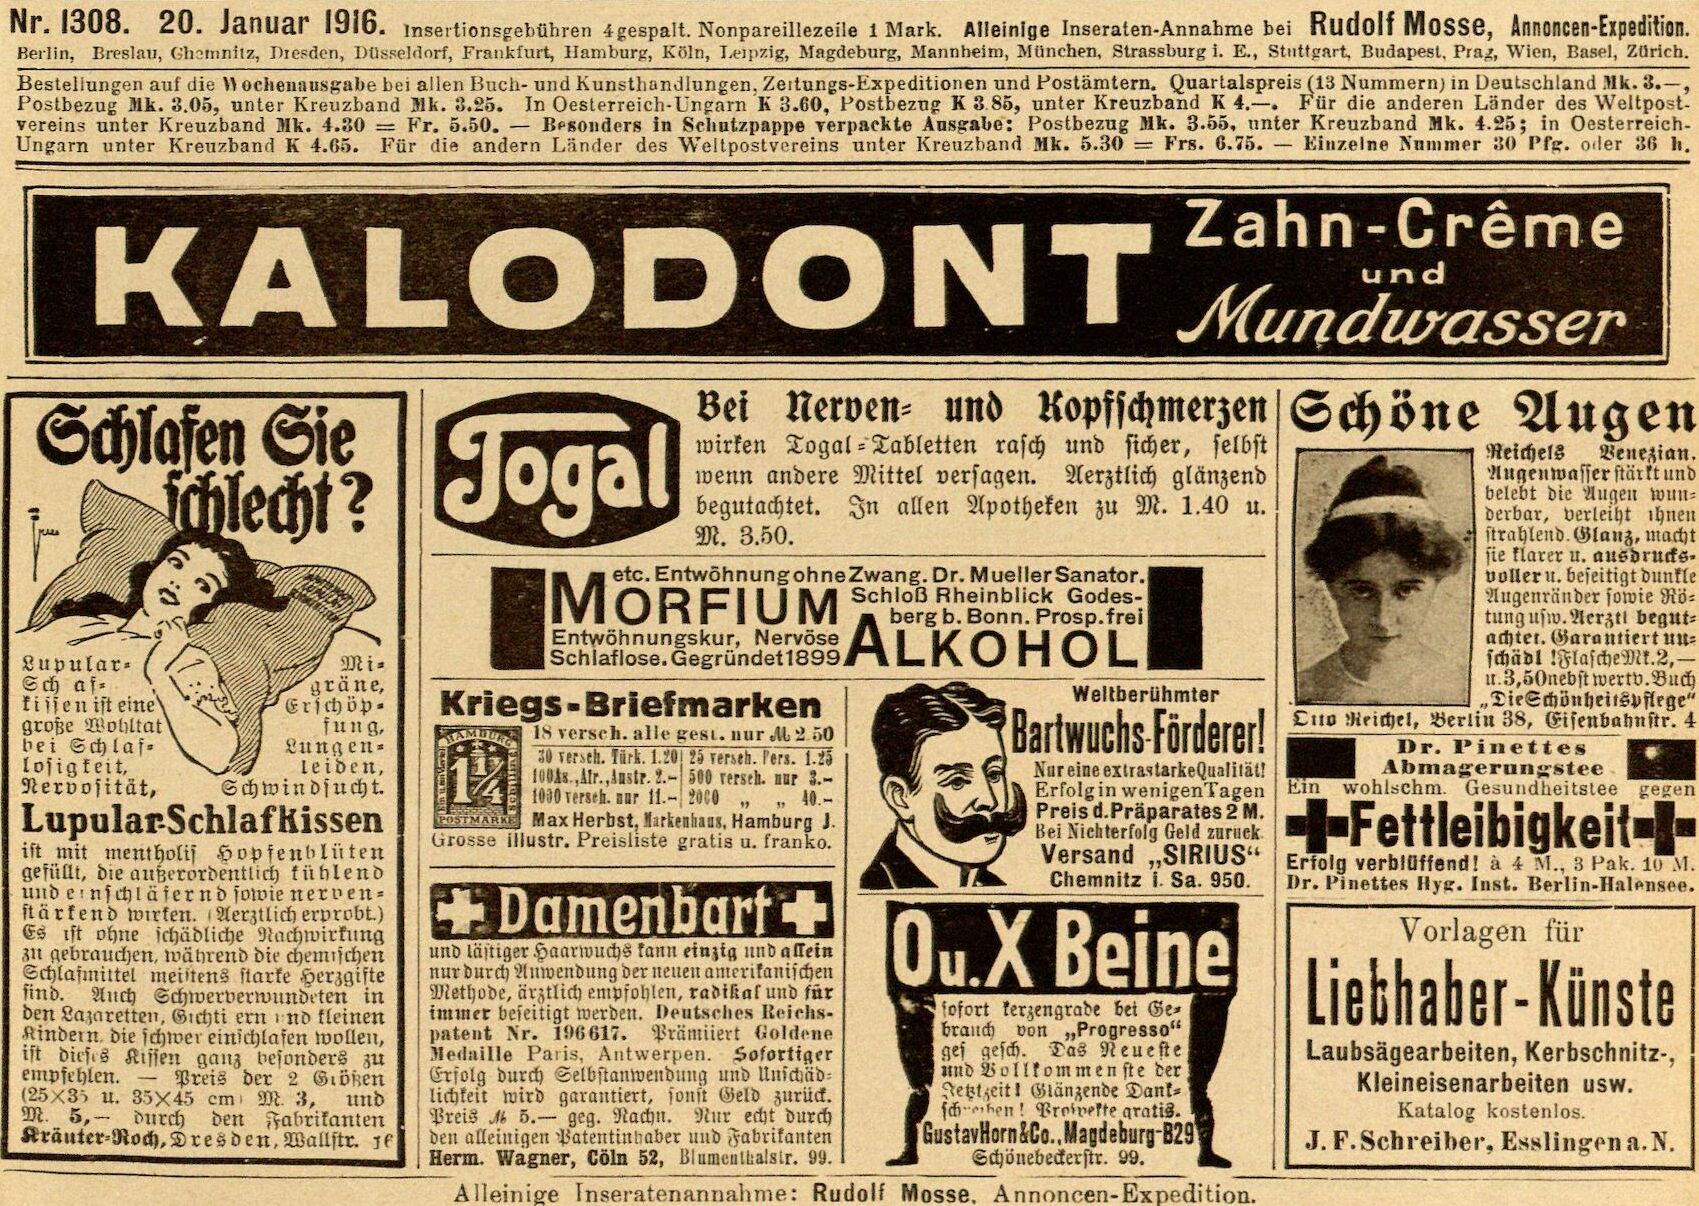 Nr. 1308. 20. Januar 1916. Insertionsgebühren 4gespalt. Nonpareillezeile 1 Mark. Alleinige Inseraten-Annahme bei Rudolf Mosse, Annoncen-Expedition.
Berlin, Breslau, Chemnitz, Dresden, Düsseldorf, Frankfurt, Hamburg, Köln, Leipzig, Magdeburg, Mannheim, München, Strassburg i. E., Stuttgart, Budapest, Prag, Wien, Basel, Zürich.
Bestellungen auf die Wochenausgabe bei allen Buch- und Kunsthandlungen, Zeitungs-Expeditionen und Postämtern. Quartalspreis (13 Nummern) in Deutschland Mk. 3.—,
Postbezug Mk. 3.05, unter Kreuzband Mk. 3.25. In Oesterreich-Ungarn K 3.60, Postbezug K 3.85, unter Kreuzband K 4.—. Für die anderen Länder des Weltpost-
vereins unter Kreuzband Mk. 4.30 = Fr. 5.50. — Besonders in Schutzpappe verpackte Ausgabe: Postbezug Mk. 3.55, unter Kreuzband Mk. 4.25; in Oesterreich-
Ungarn unter Kreuzband K 4.65. Für die andern Länder des Weltpostvereins unter Kreuzband Mk. 5.30 = Frs. 6.75. — Einzelne Nummer 30 Pfg. oder 36 h.
KALODONT
Zahn-Crême
und
Mundwasser
Schlafen Sie
schlecht?
Lupular-
Schlaf-
kissen ist eine
große Wohltat
bei Schlaf-
losigkeit,
Nervosität,
Mi-
gräne,
Erschöp-
fung,
Lungen-
leiden,
Schwindsucht.
Lupular-Schlafkissen
ist mit mentholis. Hopfenblüten
gefüllt, die außerordentlich kühlend
und einschläfernd sowie nerven-
stärkend wirken. (Aerztlich erprobt.)
Es ist ohne schädliche Nachwirkung
zu gebrauchen, während die chemischen
Schlafmittel meistens starke Herzgifte
sind. Auch Schwerverwundeten in
den Lazaretten, Gichtikern und kleinen
Kindern, die schwer einschlafen wollen,
ist dieses Kissen ganz besonders zu
empfehlen. — Preis der 2 Größen
(25×35 u. 35×45 cm) M. 3, und
M. 5,— durch den Fabrikanten
Kräuter-Koch, Dresden, Wallstr.
Togal
Bei Nerven- und Kopfschmerzen
wirken Togal-Tabletten rasch und sicher, selbst
wenn andere Mittel versagen. Aerztlich glänzend
begutachtet. In allen Apotheken zu M. 1.40 u.
M. 3.50.
MORFIUM
etc. Entwöhnung ohne Zwang. Dr. Mueller Sanator.
Schloß Rheinblick Godes-
berg b. Bonn. Prosp. frei
Entwöhnungskur, Nervöse
Schlaflose. Gegründet 1899
ALKOHOL
Kriegs-Briefmarken
HAMBURG
1¼
SCHILLING
POSTMARKE
18 versch. alle gest. nur M 2.50
30 versch. Türk. 1.20 25 versch. Pers. 1.25
100 As., Afr., Austr. 2.- 500 versch. nur 3.-
1000 versch. nur 11.- 2000 „ „ 40.-
Max Herbst, Markenhaus, Hamburg J.
Grosse illustr. Preisliste gratis u. franko.
Damenbart
und lästiger Haarwuchs kann einzig und allein
nur durch Anwendung der neuen amerikanischen
Methode, ärztlich empfohlen, radikal und für
immer beseitigt werden. Deutsches Reichs-
patent Nr. 196617. Prämiiert Goldene
Medaille Paris, Antwerpen. Sofortiger
Erfolg durch Selbstanwendung und Unschäd-
lichkeit wird garantiert, sonst Geld zurück.
Preis M 5.— geg. Nachn. Nur echt durch
den alleinigen Patentinhaber und Fabrikanten
Herm. Wagner, Cöln 52, Blumenthalstr. 99.
Weltberühmter
Bartwuchs-Förderer!
Nur eine extrastarke Qualität!
Erfolg in wenigen Tagen
Preis d. Präparates 2 M.
Bei Nichterfolg Geld zurück.
Versand „SIRIUS“
Chemnitz i. Sa. 950.
O u. X Beine
sofort kerzengrade bei Ge-
brauch von „Progresso“
ges. gesch. Das Neueste
und Vollkommenste der
Jetztzeit! Glänzende Dank-
schreiben! Prospekte gratis.
Gustav Horn & Co., Magdeburg-B29
Schönebeckerstr. 99.
Schöne Augen
Reichels Venezian.
Augenwasser stärkt und
belebt die Augen wun-
derbar, verleiht ihnen
strahlend. Glanz, macht
sie klarer u. ausdrucks-
voller u. beseitigt dunkle
Augenränder sowie Rö-
tung usw. Aerztl. begut-
achtet. Garantiert un-
schädl! Flasche Mk. 2,—
u. 3,50 nebst wertv. Buch
„Die Schönheitspflege“
Otto Reichel, Berlin 38, Eisenbahnstr. 4
Dr. Pinettes
Abmagerungstee
Ein wohlschm. Gesundheitstee gegen
Fettleibigkeit
Erfolg verblüffend! à 4 M., 3 Pak. 10 M.
Dr. Pinettes Hyg. Inst. Berlin-Halensee.
Vorlagen für
Liebhaber-Künste
Laubsägearbeiten, Kerbschnitz-,
Kleineisenarbeiten usw.
Katalog kostenlos.
J. F. Schreiber, Esslingen a. N.
Alleinige Inseratenannahme: Rudolf Mosse, Annoncen-Expedition.